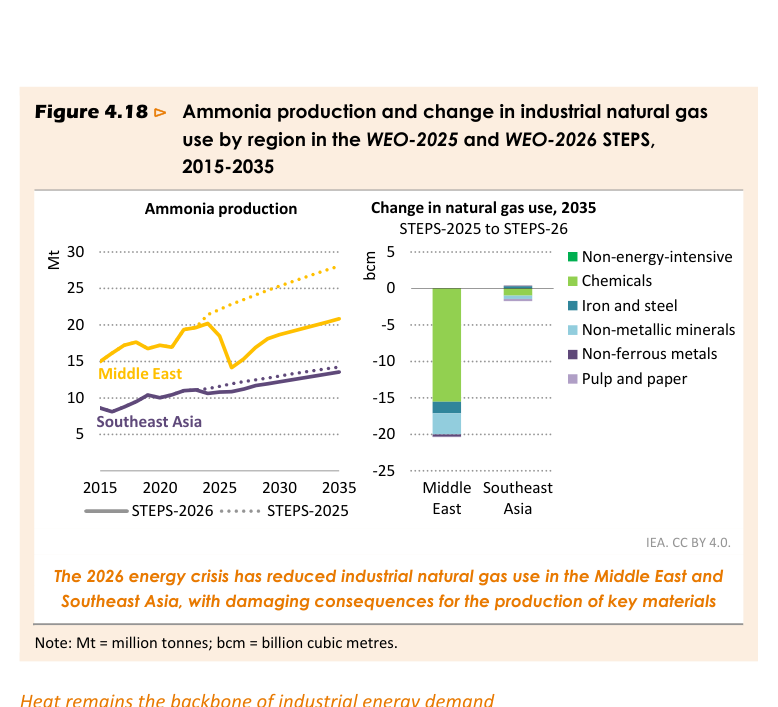 Figure 4.18 ▻ Ammonia production and change in industrial natural gas
use by region in the WEO-2025 and WEO-2026 STEPS,
2015-2035
Ammonia production
Mt
30
25
20
15
10
5
Middle East
Southeast Asia
2015 2020 2025 2030 2035
STEPS-2026 STEPS-2025
Change in natural gas use, 2035
STEPS-2025 to STEPS-26
bcm
5
0
-5
-10
-15
-20
-25
Middle
East
Southeast
Asia
Non-energy-intensive
Chemicals
Iron and steel
Non-metallic minerals
Non-ferrous metals
Pulp and paper
IEA. CC BY 4.0.
The 2026 energy crisis has reduced industrial natural gas use in the Middle East and
Southeast Asia, with damaging consequences for the production of key materials
Note: Mt = million tonnes; bcm = billion cubic metres.
Heat remains the backbone of industrial energy demand